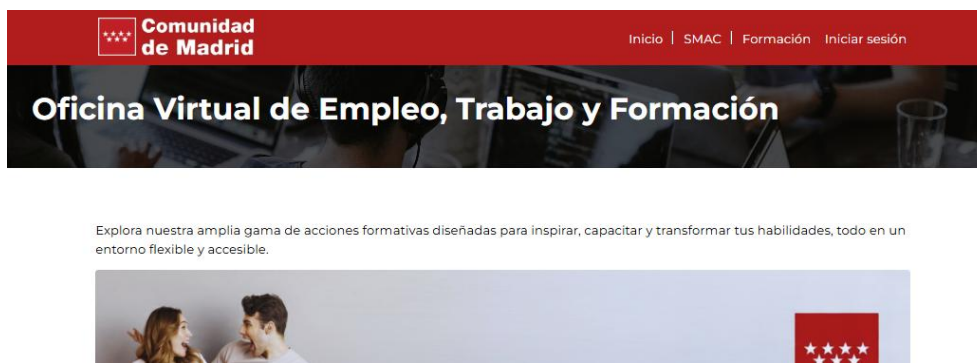 Comunidad
de Madrid
Inicio | SMAC | Formación Iniciar sesión
Oficina Virtual de Empleo, Trabajo y Formación
Explora nuestra amplia gama de acciones formativas diseñadas para inspirar, capacitar y transformar tus habilidades, todo en un
entorno flexible y accesible.